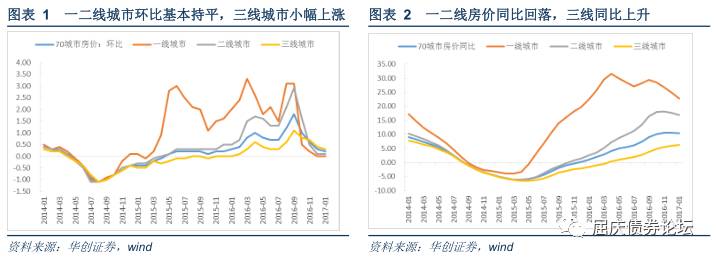 图表 1 一二线城市环比基本持平，三线城市小幅上涨
70城市房价：环比 一线城市 二线城市 三线城市
4.00
3.50
3.00
2.50
2.00
1.50
1.00
0.50
0.00
-0.50
-1.00
-1.50
2014-01 2014-03 2014-05 2014-07 2014-09 2014-11 2015-01 2015-03 2015-05 2015-07 2015-09 2015-11 2016-01 2016-03 2016-05 2016-07 2016-09 2016-11 2017-01
资料来源：华创证券，wind
图表 2 一二线房价同比回落，三线同比上升
70城市房价同比 一线城市 二线城市 三线城市
35.00
30.00
25.00
20.00
15.00
10.00
5.00
0.00
-5.00
-10.00
2014-01 2014-03 2014-05 2014-07 2014-09 2014-11 2015-01 2015-03 2015-05 2015-07 2015-09 2015-11 2016-01 2016-03 2016-05 2016-07 2016-09 2016-11 2017-01
资料来源：华创证券，wind
屈庆债券论坛